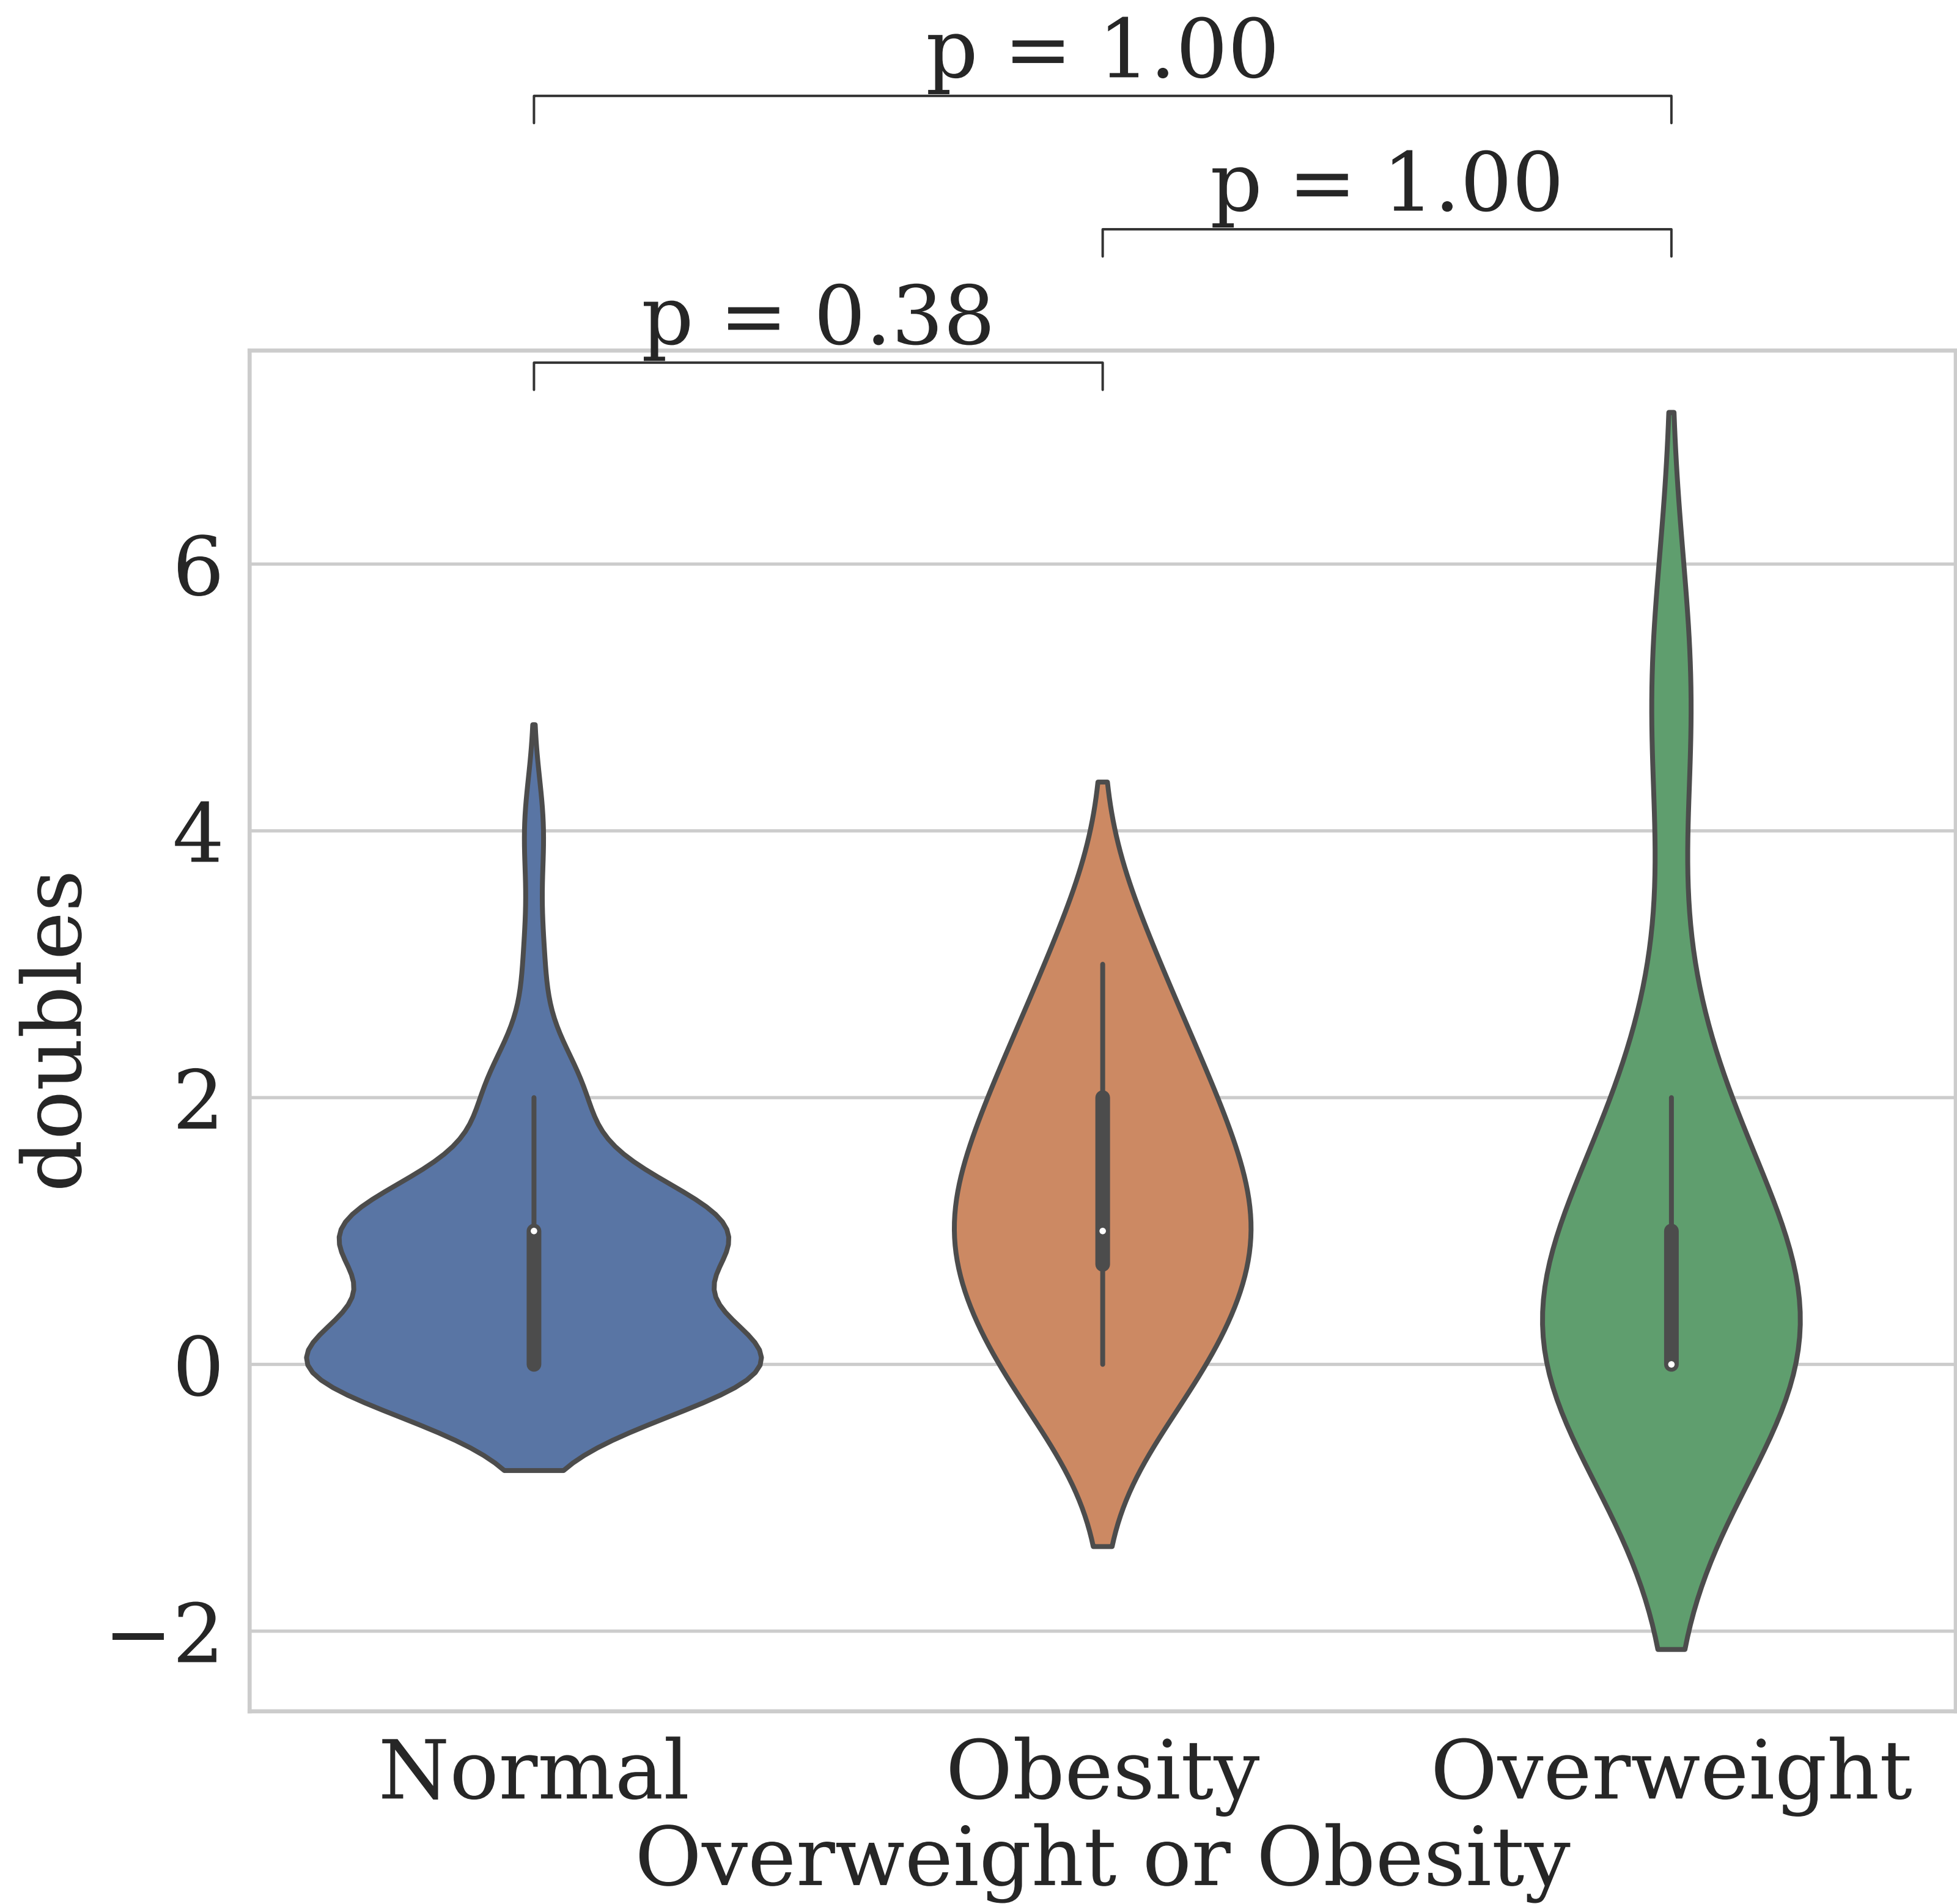 p = 1.00
p = 1.00
p = 0.38
6
4
2
0
−2
doubles
Normal
Obesity
Overweight
Overweight or Obesity